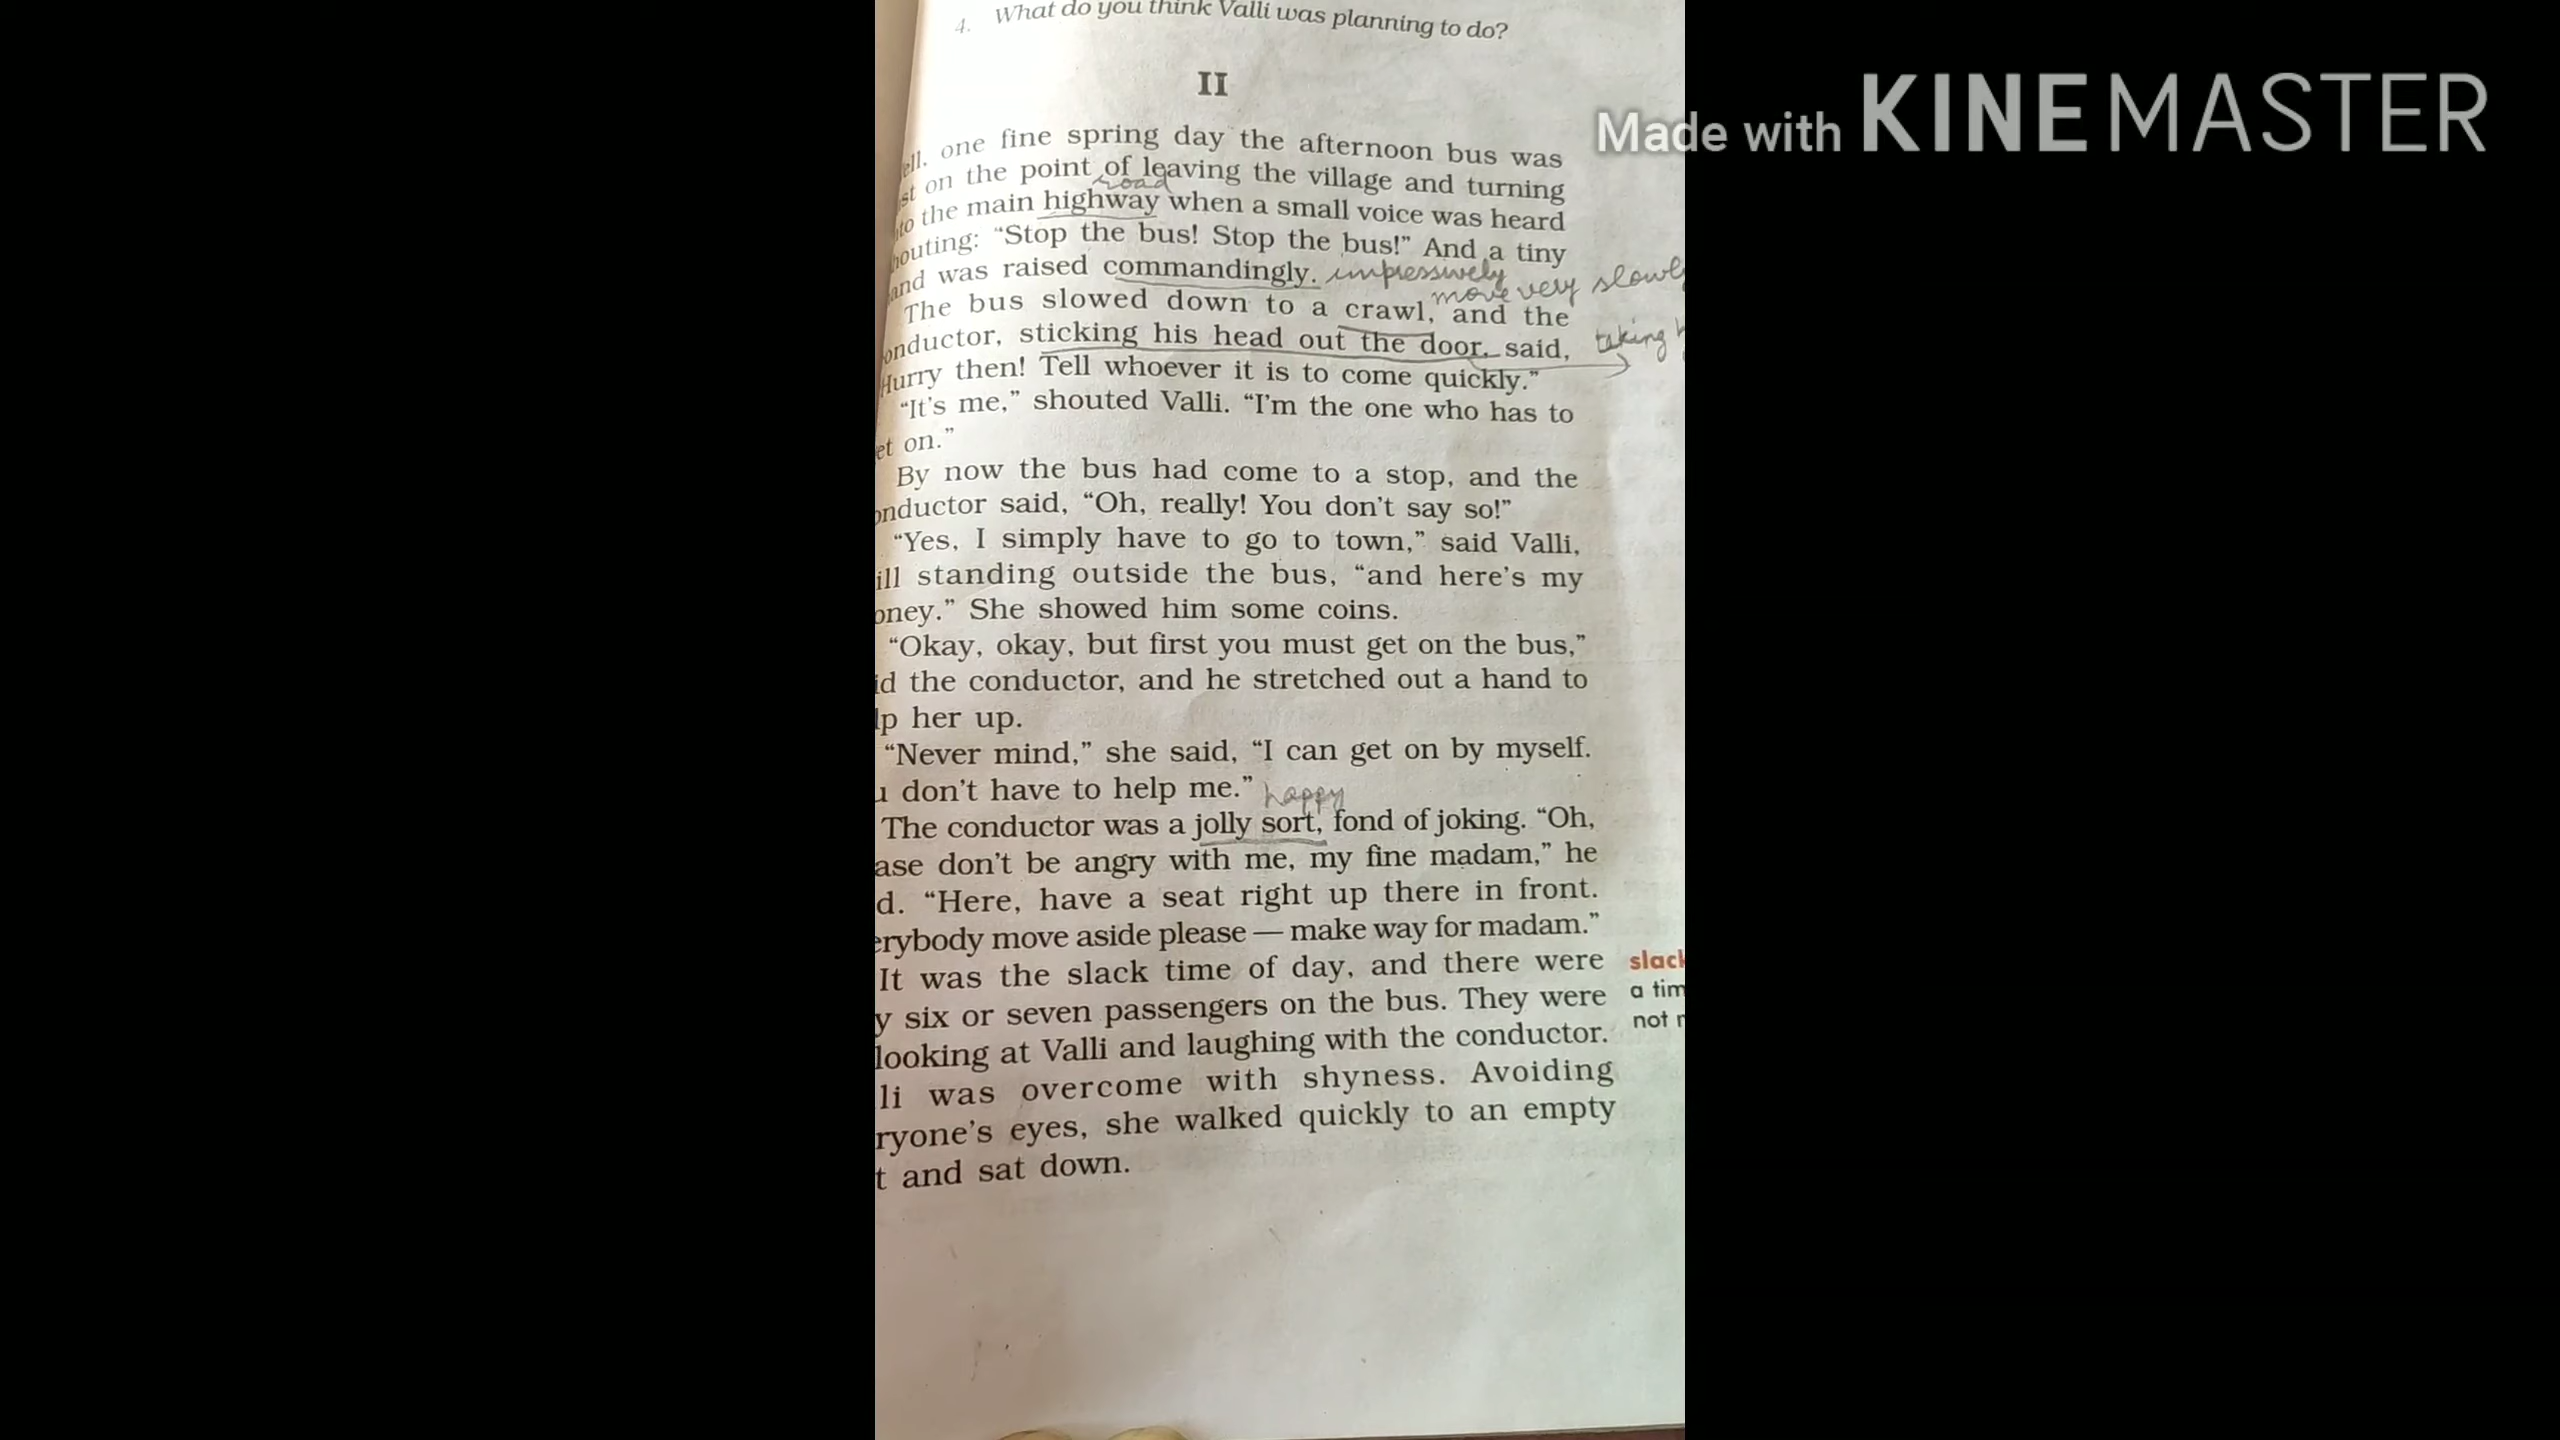 4. What do you think Valli was planning to do?
Made with KINEMASTER
II
ell, one fine spring day the afternoon bus was
st on the point of leaving the village and turning
road
nto the main highway when a small voice was heard
houting: “Stop the bus! Stop the bus!” And a tiny
and was raised commandingly. impressively
move very slowly
The bus slowed down to a crawl, and the
onductor, sticking his head out the door, said, taking h
Hurry then! Tell whoever it is to come quickly.”
“It’s me,” shouted Valli. “I’m the one who has to
et on.”
By now the bus had come to a stop, and the
onductor said, “Oh, really! You don’t say so!”
“Yes, I simply have to go to town,” said Valli,
ill standing outside the bus, “and here’s my
oney.” She showed him some coins.
“Okay, okay, but first you must get on the bus,”
id the conductor, and he stretched out a hand to
lp her up.
“Never mind,” she said, “I can get on by myself.
u don’t have to help me.”
happy
The conductor was a jolly sort, fond of joking. “Oh,
ase don’t be angry with me, my fine madam,” he
d. “Here, have a seat right up there in front.
erybody move aside please — make way for madam.”
It was the slack time of day, and there were
y six or seven passengers on the bus. They were
looking at Valli and laughing with the conductor.
li was overcome with shyness. Avoiding
ryone’s eyes, she walked quickly to an empty
t and sat down.
slack
a tim
not r